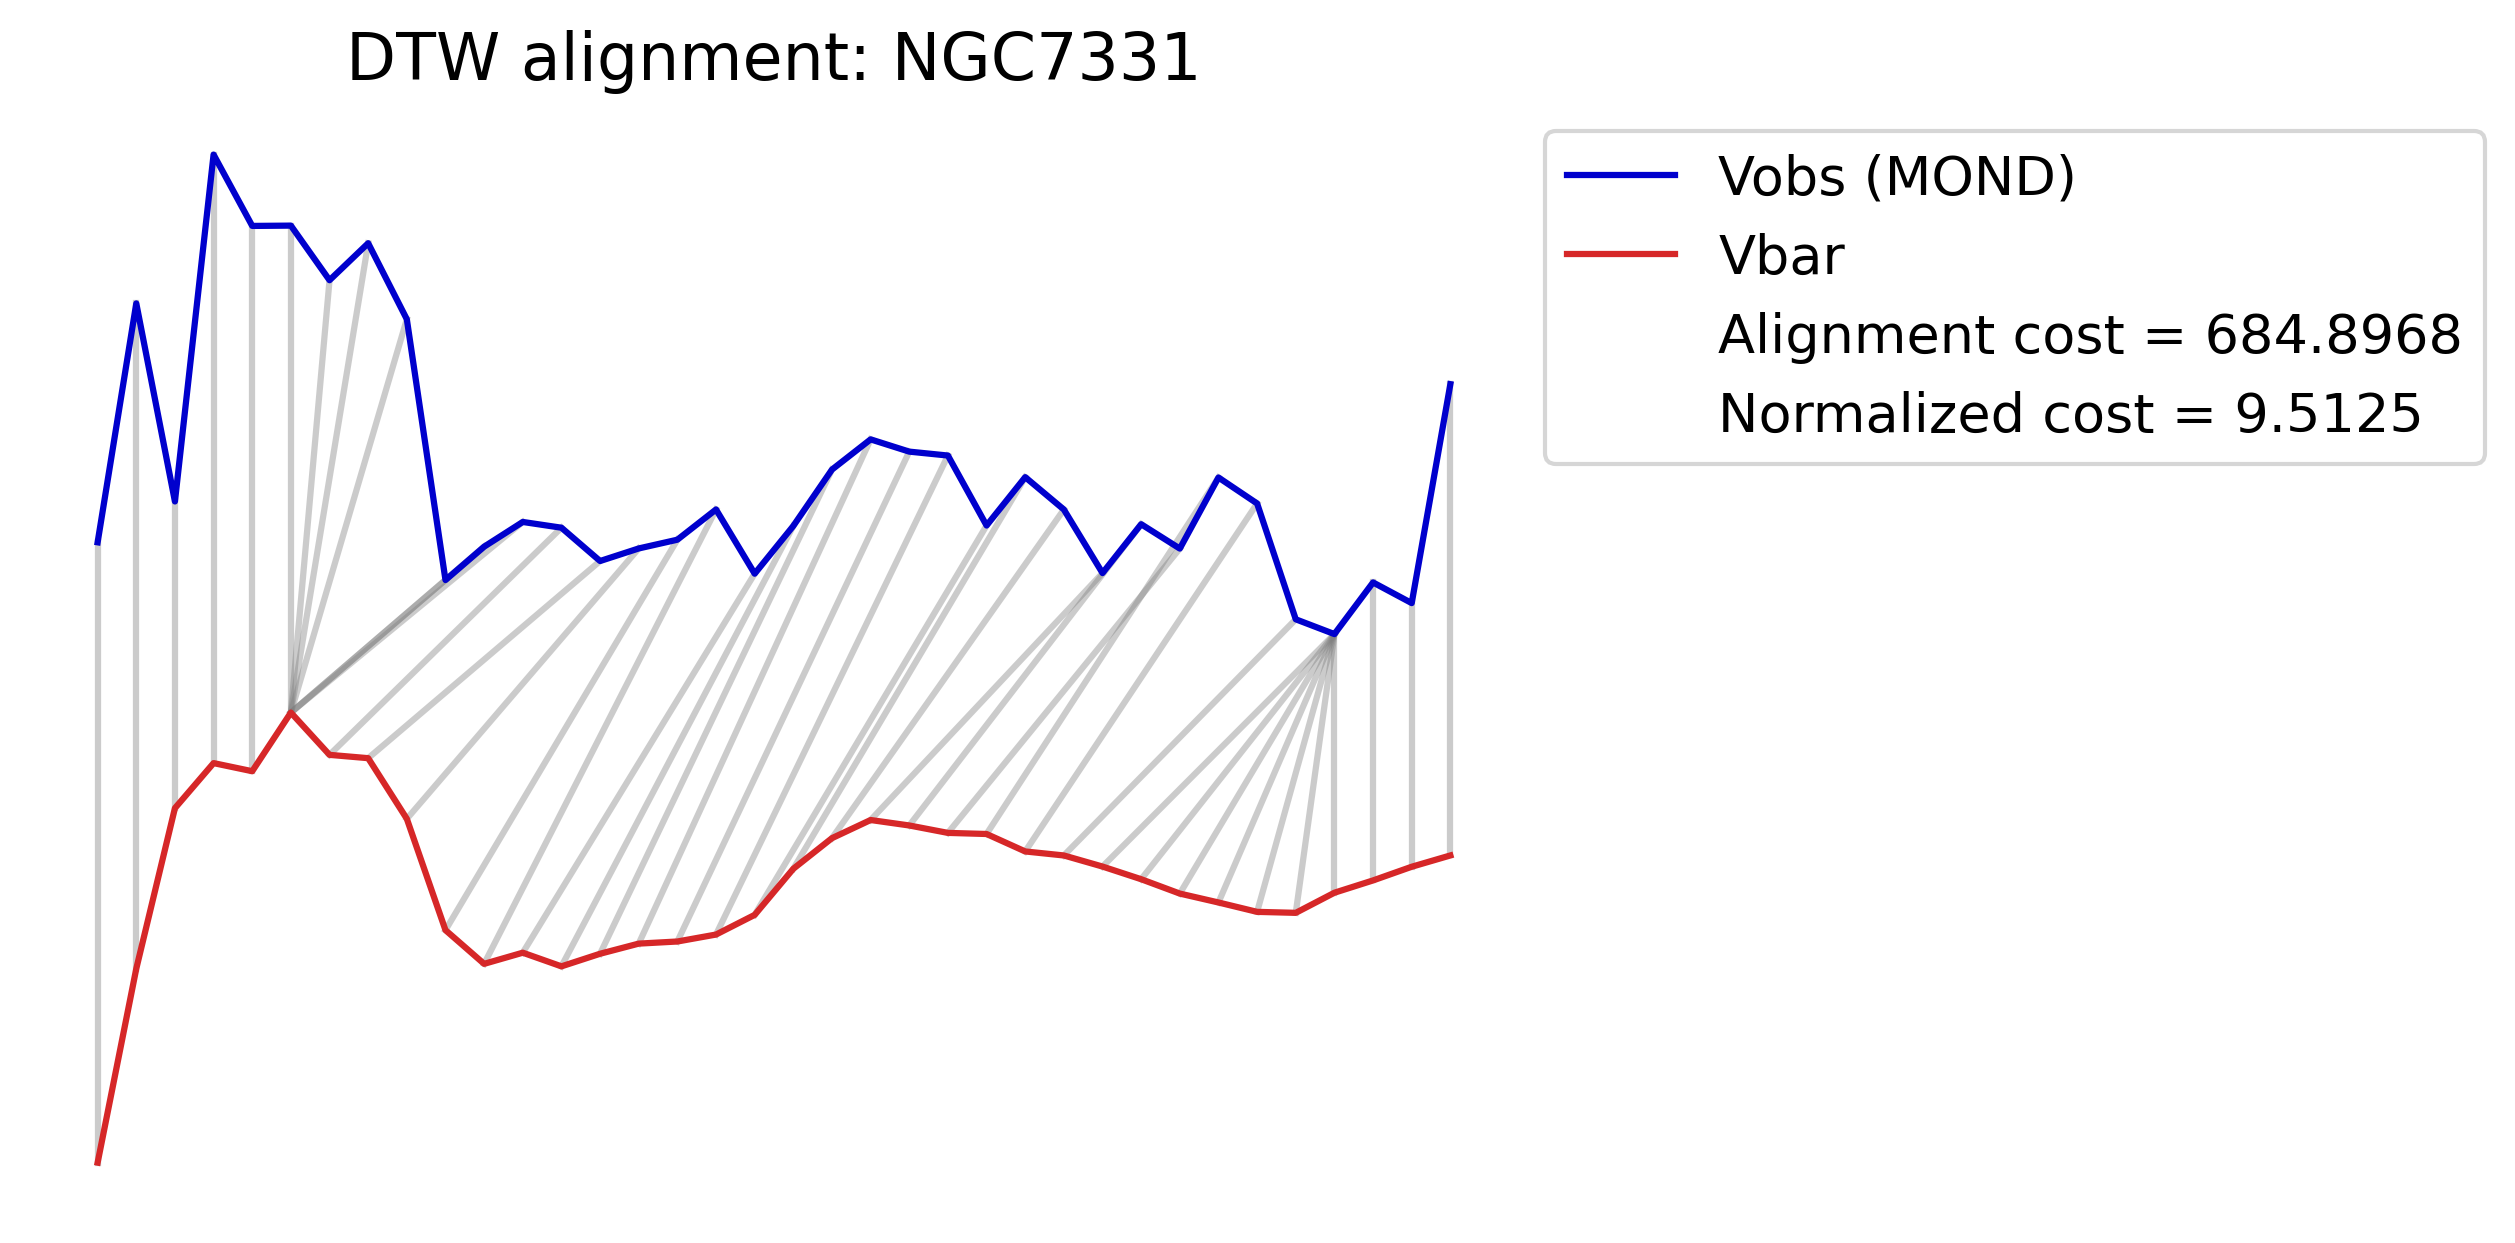 DTW alignment: NGC7331
Vobs (MOND)
Vbar
Alignment cost = 684.8968
Normalized cost = 9.5125